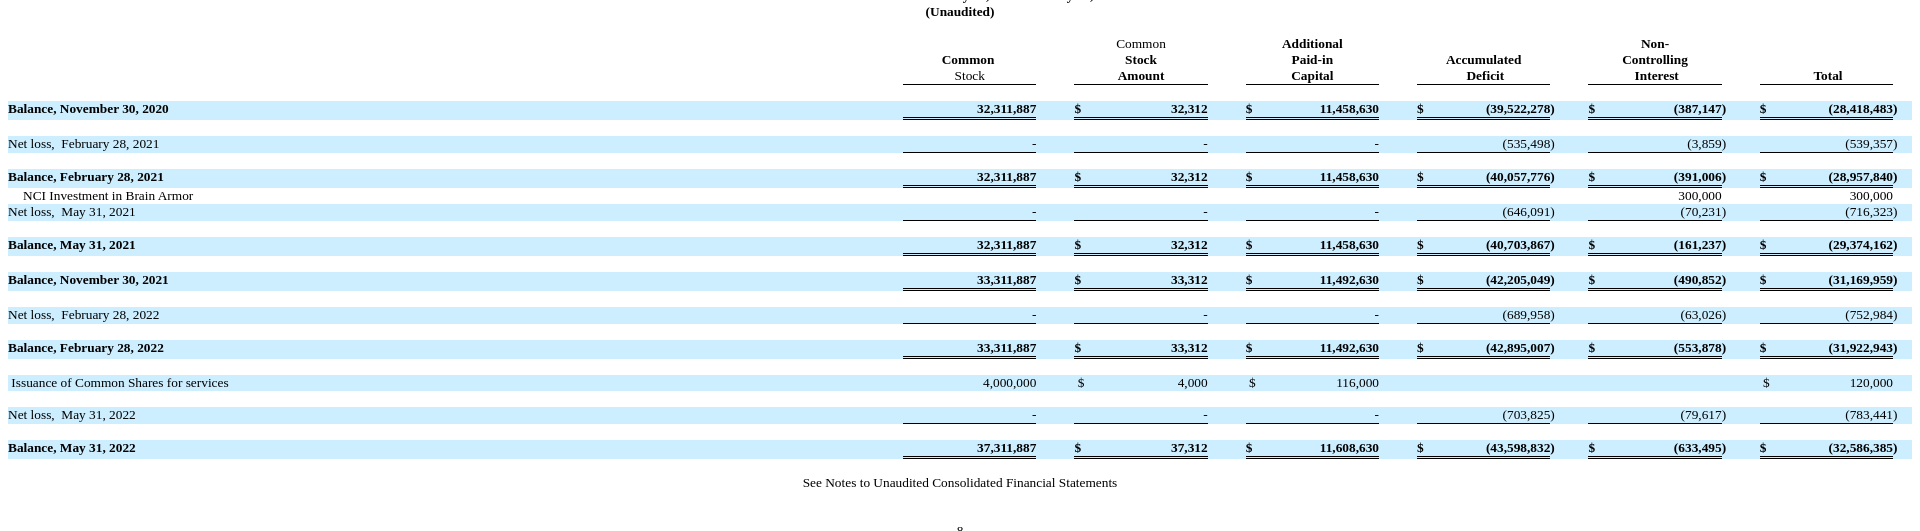 (Unaudited)
Common Additional Non-
Common Stock Paid-in Accumulated Controlling
Stock Amount Capital Deficit Interest Total
Balance, November 30, 2020 32,311,887 $ 32,312 $ 11,458,630 $ (39,522,278) $ (387,147) $ (28,418,483)
Net loss, February 28, 2021 - - - (535,498) (3,859) (539,357)
Balance, February 28, 2021 32,311,887 $ 32,312 $ 11,458,630 $ (40,057,776) $ (391,006) $ (28,957,840)
NCI Investment in Brain Armor 300,000 300,000
Net loss, May 31, 2021 - - - (646,091) (70,231) (716,323)
Balance, May 31, 2021 32,311,887 $ 32,312 $ 11,458,630 $ (40,703,867) $ (161,237) $ (29,374,162)
Balance, November 30, 2021 33,311,887 $ 33,312 $ 11,492,630 $ (42,205,049) $ (490,852) $ (31,169,959)
Net loss, February 28, 2022 - - - (689,958) (63,026) (752,984)
Balance, February 28, 2022 33,311,887 $ 33,312 $ 11,492,630 $ (42,895,007) $ (553,878) $ (31,922,943)
Issuance of Common Shares for services 4,000,000 $ 4,000 $ 116,000 $ 120,000
Net loss, May 31, 2022 - - - (703,825) (79,617) (783,441)
Balance, May 31, 2022 37,311,887 $ 37,312 $ 11,608,630 $ (43,598,832) $ (633,495) $ (32,586,385)
See Notes to Unaudited Consolidated Financial Statements